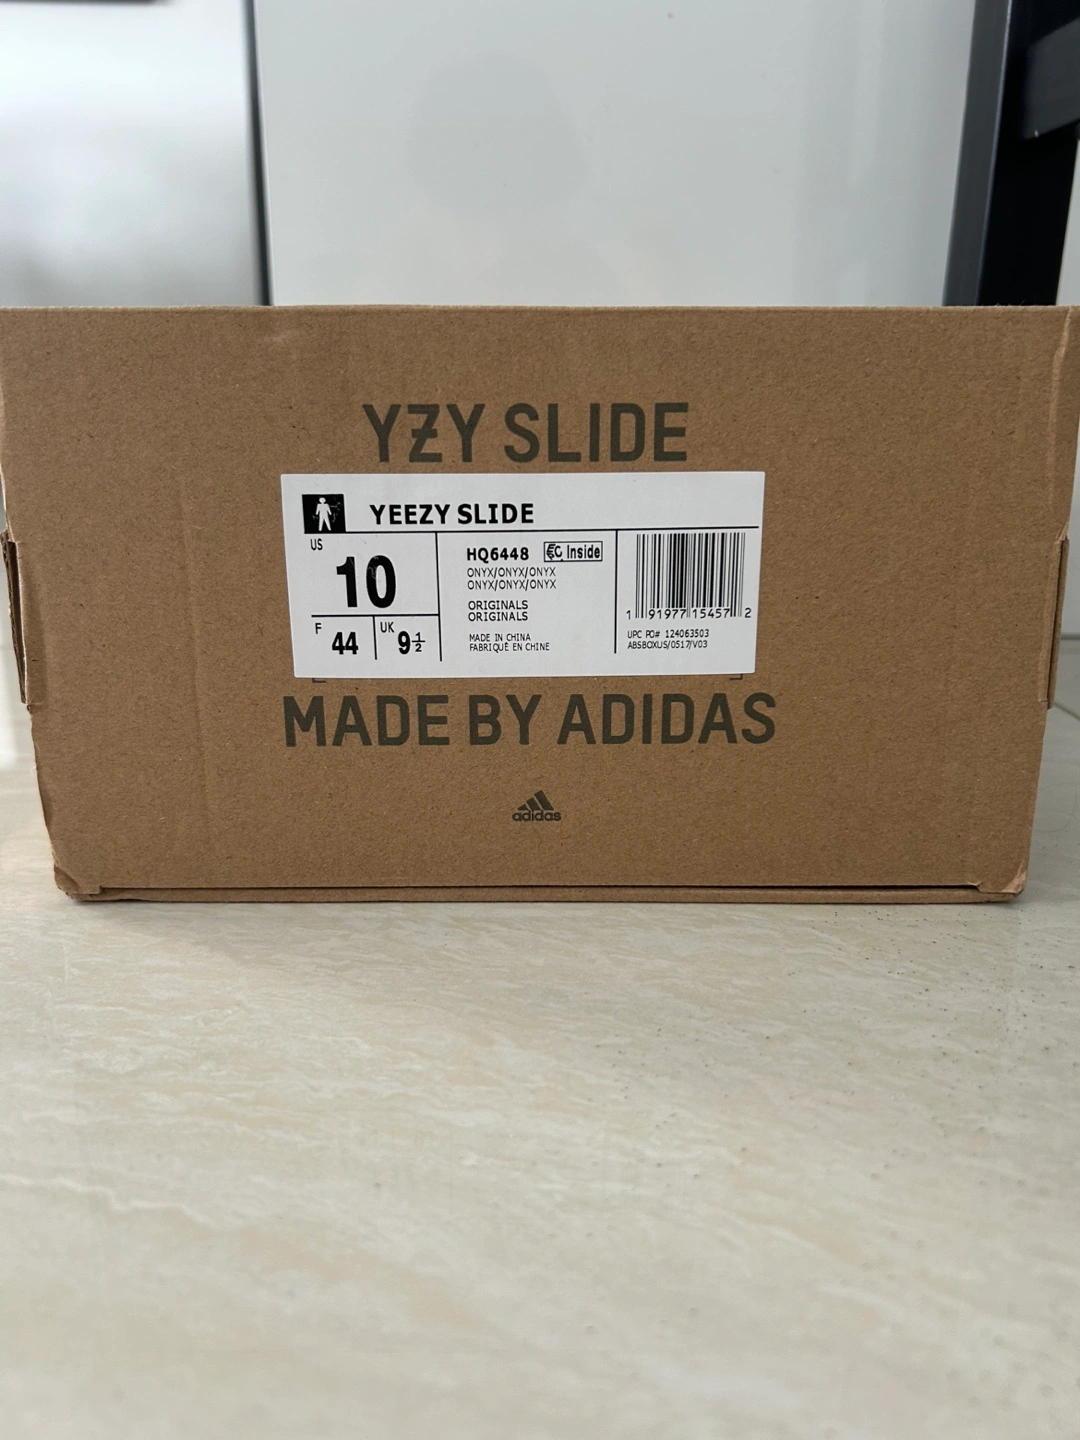 YZY SLIDE
YEEZY SLIDE
US
10
F
44
UK
9½
HQ6448 EC Inside
ONYX/ONYX/ONYX
ONYX/ONYX/ONYX
ORIGINALS
ORIGINALS
MADE IN CHINA
FABRIQUÉ EN CHINE
1 91977 15457 2
UPC PO# 124063503
ABSBOXUS/0517/V03
MADE BY ADIDAS
adidas